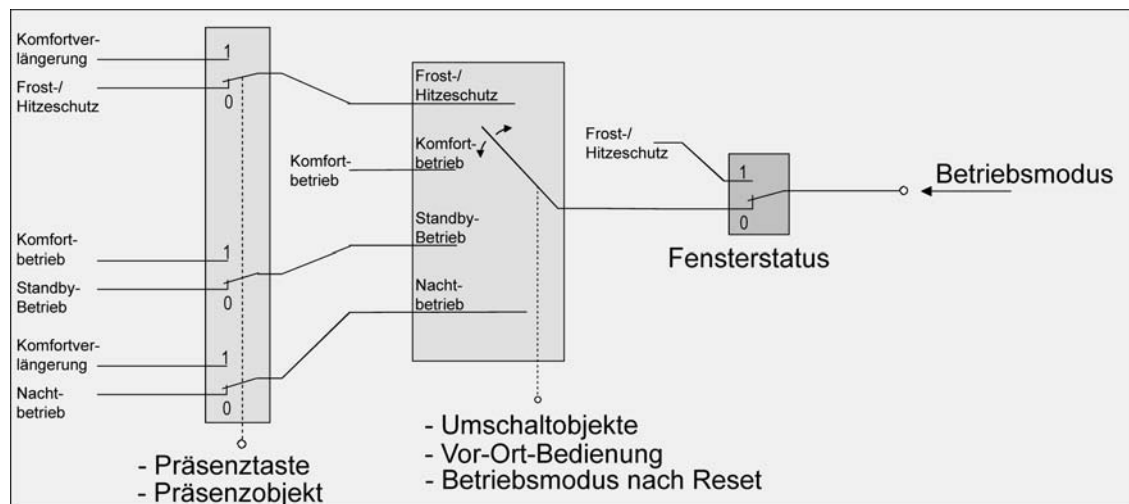 Komfortver-
längerung
1
Frost-/
Hitzeschutz
0
Komfort-
betrieb
1
Standby-
Betrieb
0
Komfortver-
längerung
1
Nacht-
betrieb
0
- Präsenztaste
- Präsenzobjekt
Frost-/
Hitzeschutz
Komfort-
betrieb
Komfort-
betrieb
Standby-
Betrieb
Nacht-
betrieb
- Umschaltobjekte
- Vor-Ort-Bedienung
- Betriebsmodus nach Reset
Frost-/
Hitzeschutz
1
0
Fensterstatus
Betriebsmodus